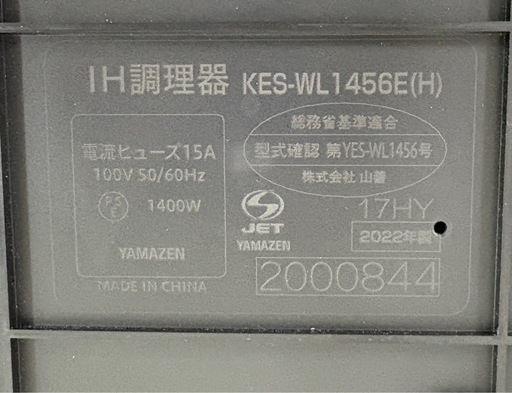 IH調理器 KES-WL1456E(H)
電流ヒューズ15A
100V 50/60Hz
PS
E
1400W
YAMAZEN
MADE IN CHINA
総務省基準適合
型式確認 第YES-WL1456号
株式会社 山善
S
JET
YAMAZEN
17HY
2022年製
2000844